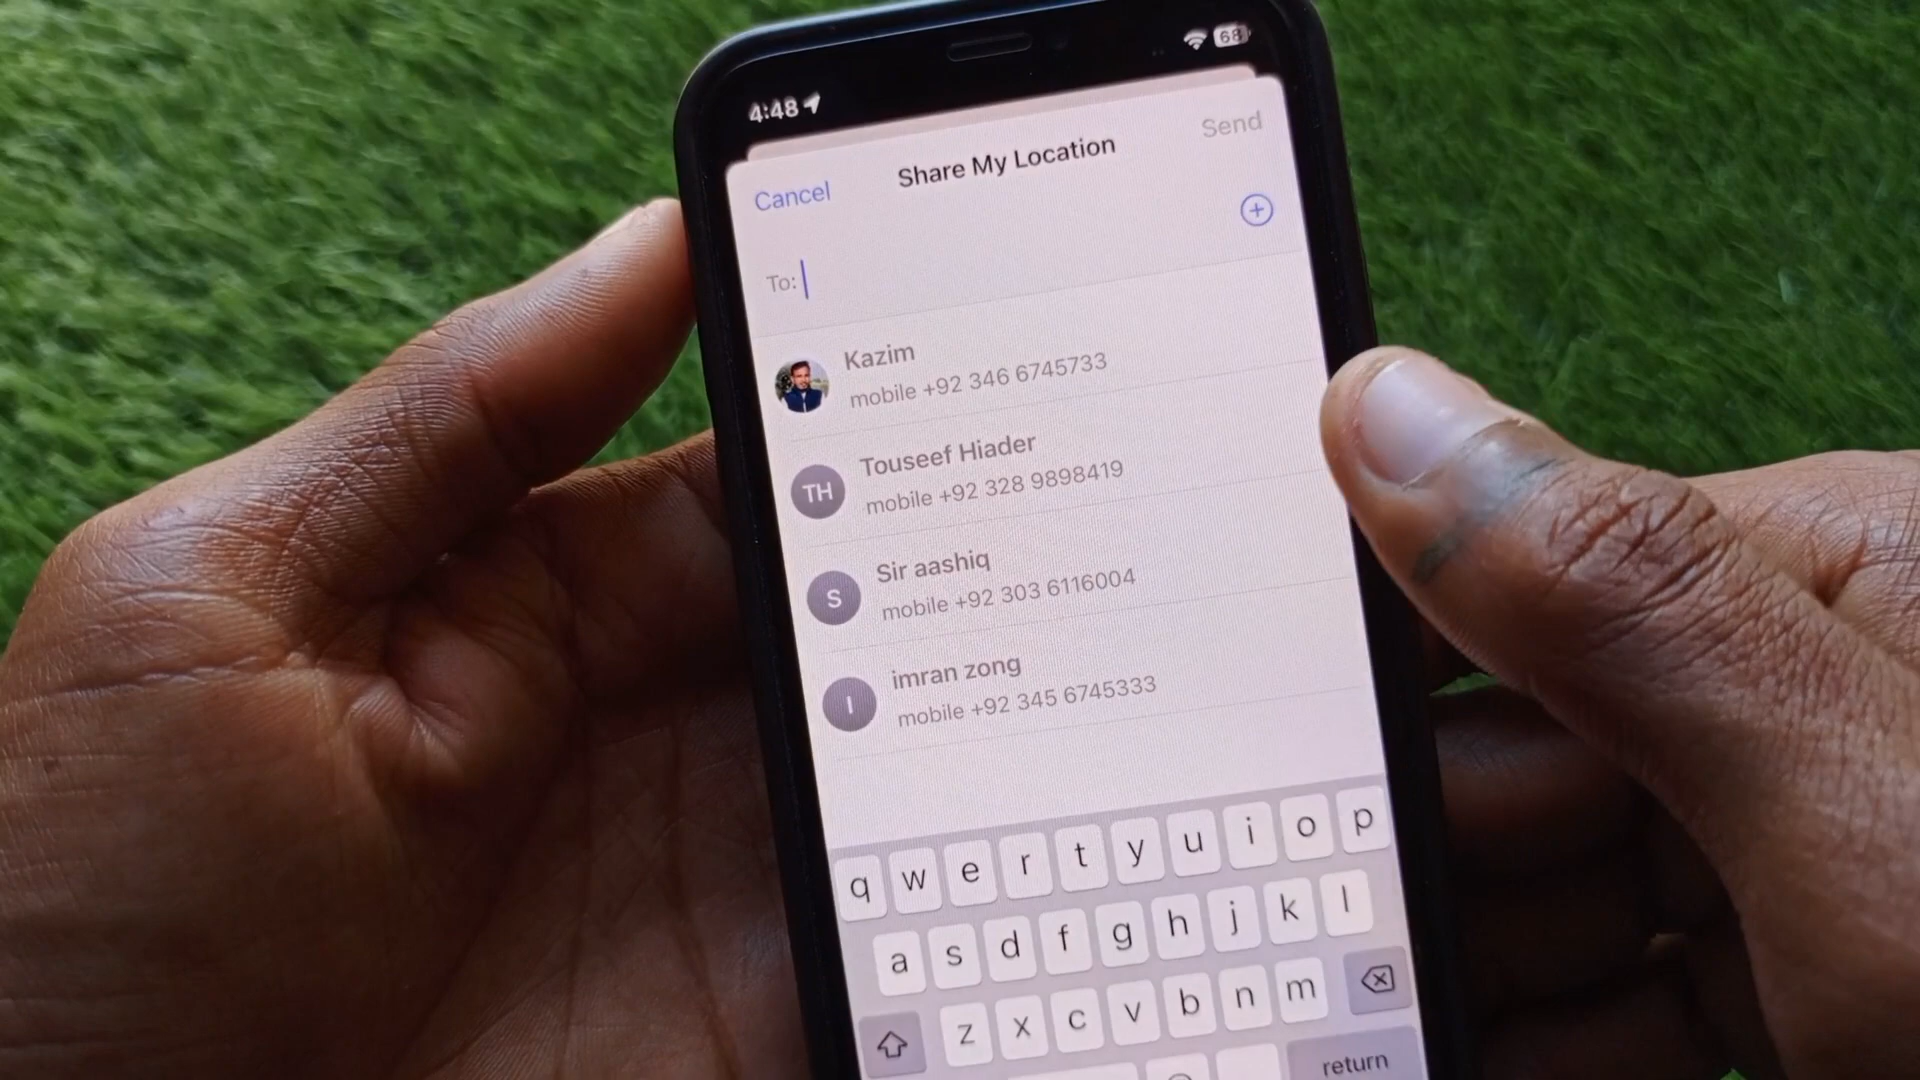 4:48
68
Share My Location
Send
Cancel
To:
Kazim
mobile +92 346 6745733
Touseef Hiader
mobile +92 328 9898419
TH
Sir aashiq
mobile +92 303 6116004
S
imran zong
mobile +92 345 6745333
I
q w e r t y u i o p
a s d f g h j k l
z x c v b n m
return